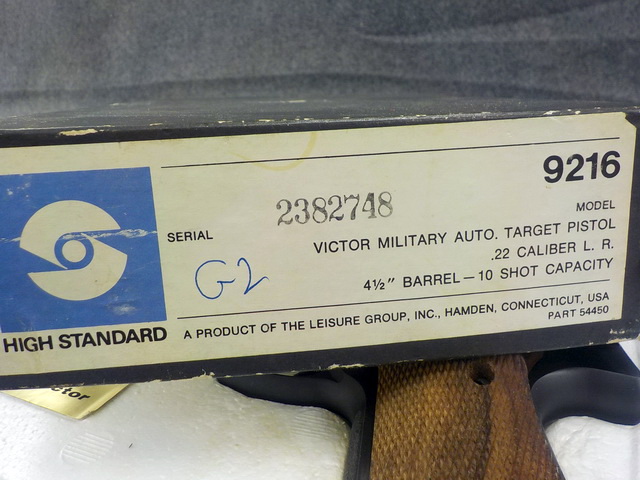 9216
MODEL
SERIAL 2382748
VICTOR MILITARY AUTO. TARGET PISTOL
.22 CALIBER L. R.
G2
4½" BARREL—10 SHOT CAPACITY
HIGH STANDARD
A PRODUCT OF THE LEISURE GROUP, INC., HAMDEN, CONNECTICUT, USA
PART 54450